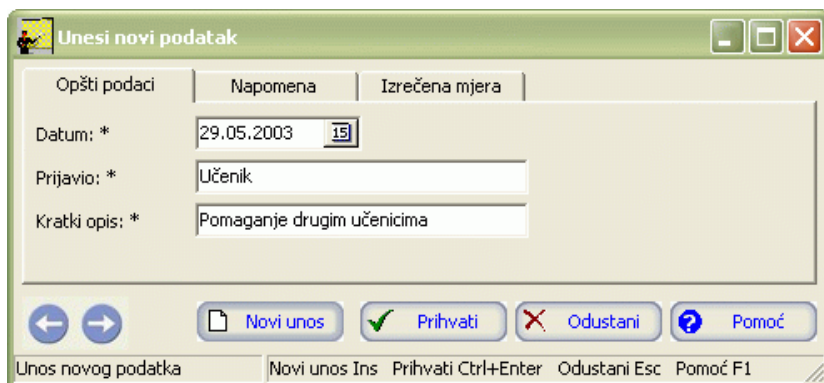 Unesi novi podatak
Opšti podaci Napomena Izrečena mjera
Datum: * 29.05.2003 15
Prijavio: * Učenik
Kratki opis: * Pomaganje drugim učenicima
Novi unos Prihvati Odustani Pomoć
Unos novog podatka Novi unos Ins Prihvati Ctrl+Enter Odustani Esc Pomoć F1